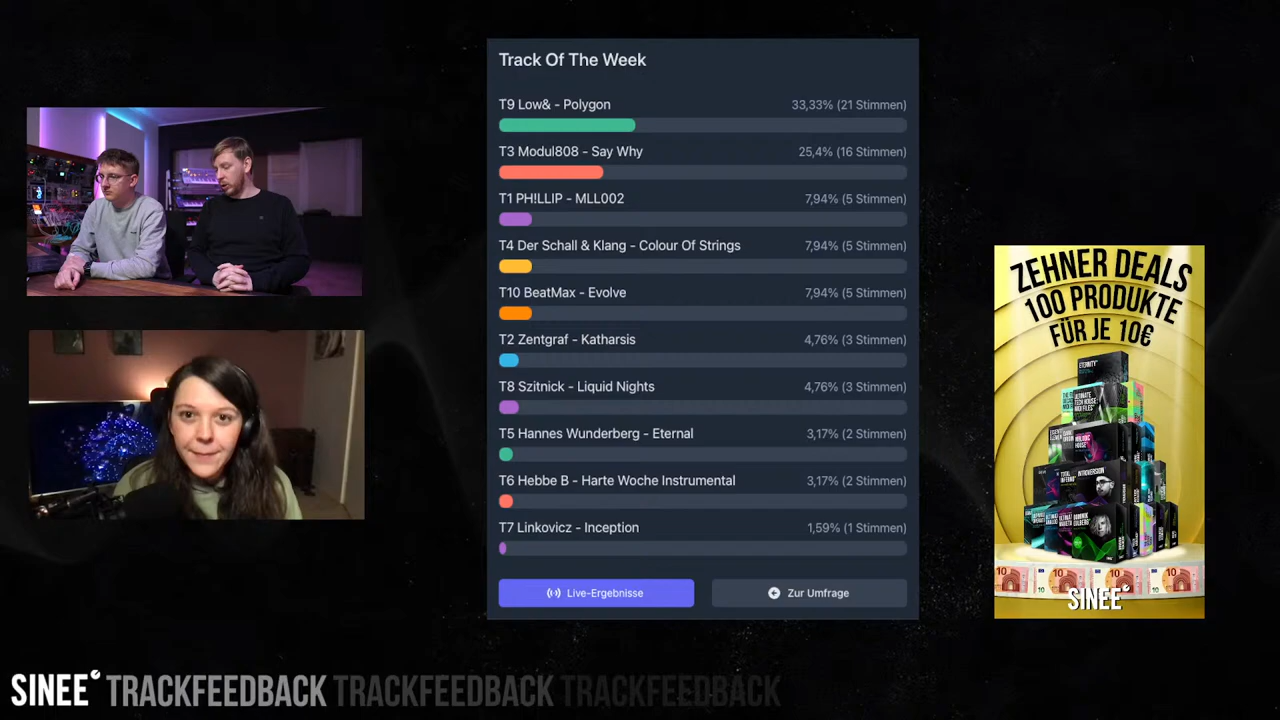 Track Of The Week
T9 Low& - Polygon
33,33% (21 Stimmen)
T3 Modul808 - Say Why
25,4% (16 Stimmen)
T1 PH!LLIP - MLL002
7,94% (5 Stimmen)
T4 Der Schall & Klang - Colour Of Strings
7,94% (5 Stimmen)
T10 BeatMax - Evolve
7,94% (5 Stimmen)
T2 Zentgraf - Katharsis
4,76% (3 Stimmen)
T8 Szitnick - Liquid Nights
4,76% (3 Stimmen)
T5 Hannes Wunderberg - Eternal
3,17% (2 Stimmen)
T6 Hebbe B - Harte Woche Instrumental
3,17% (2 Stimmen)
T7 Linkovicz - Inception
1,59% (1 Stimmen)
Live-Ergebnisse
Zur Umfrage
ZEHNER DEALS
100 PRODUKTE
FÜR JE 10€
ETERNITY
10 10 10 10
SINEE
SINEE TRACKFEEDBACK TRACKFEEDBACK TRACKFEEDBACK